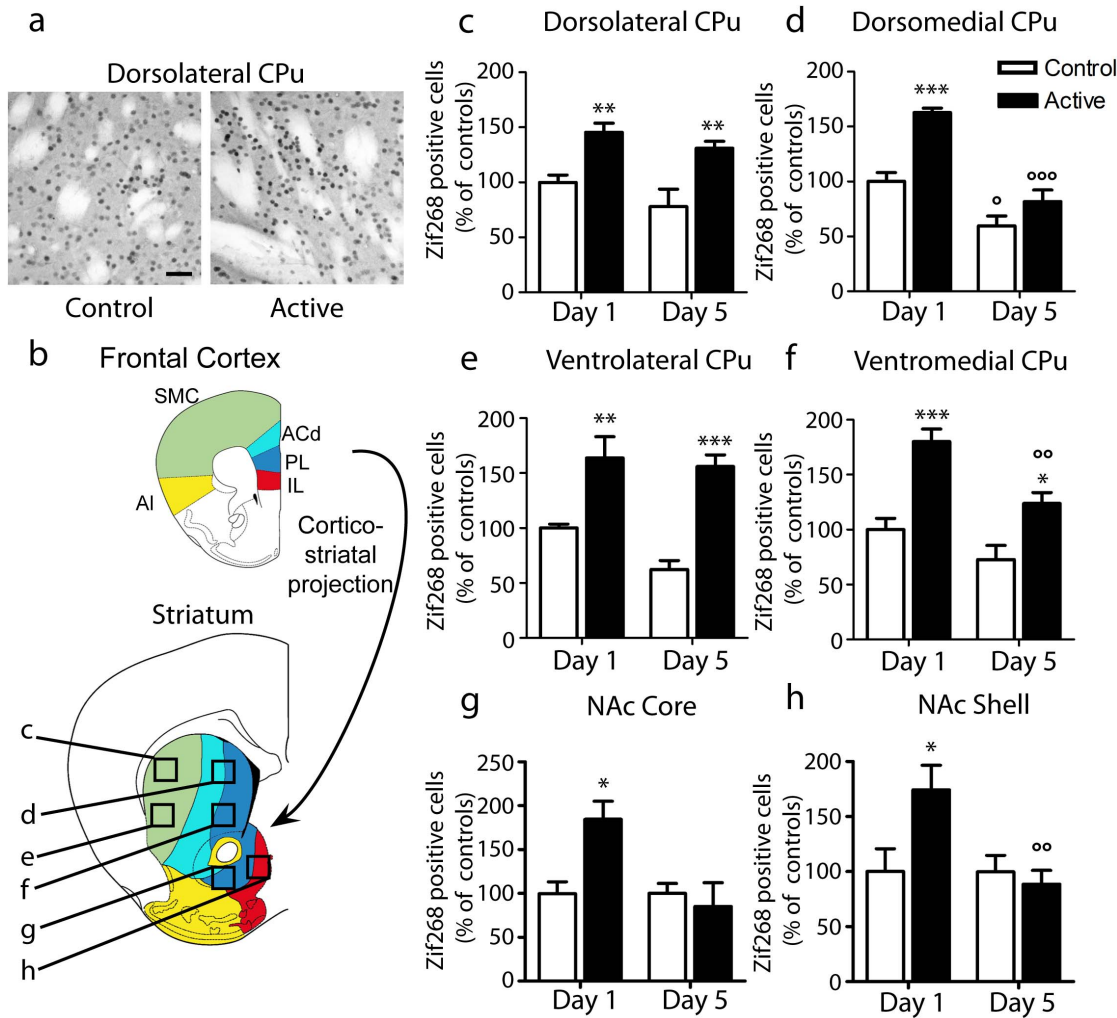 a
Dorsolateral CPu
Control
Active
b
Frontal Cortex
SMC
ACd
PL
IL
AI
Cortico-
striatal
projection
Striatum
c
d
e
f
g
h
c
Dorsolateral CPu
Zif268 positive cells
(% of controls)
200
150
100
50
0
**
**
Day 1
Day 5
d
Dorsomedial CPu
Control
Active
Zif268 positive cells
(% of controls)
200
150
100
50
0
***
°
°°°
Day 1
Day 5
e
Ventrolateral CPu
Zif268 positive cells
(% of controls)
200
150
100
50
0
**
***
Day 1
Day 5
f
Ventromedial CPu
Zif268 positive cells
(% of controls)
200
150
100
50
0
***
°°
*
Day 1
Day 5
g
NAc Core
Zif268 positive cells
(% of controls)
250
200
150
100
50
0
*
Day 1
Day 5
h
NAc Shell
Zif268 positive cells
(% of controls)
200
150
100
50
0
*
°°
Day 1
Day 5